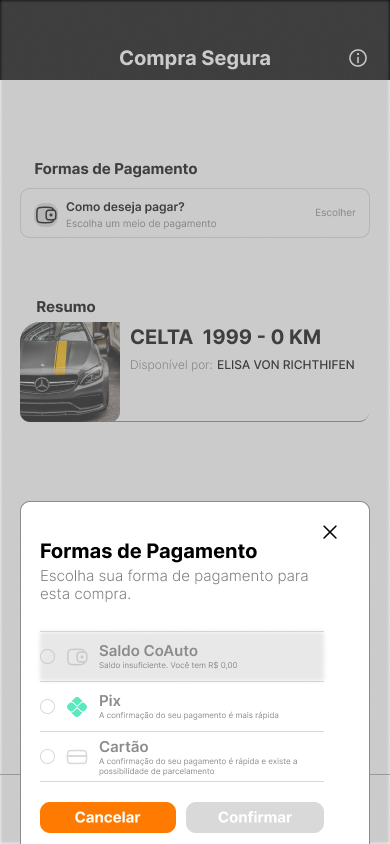 Compra Segura
Formas de Pagamento
Como deseja pagar?
Escolha um meio de pagamento
Escolher
Resumo
CELTA 1999 - 0 KM
Disponível por: ELISA VON RICHTHIFEN
Formas de Pagamento
Escolha sua forma de pagamento para
esta compra.
Saldo CoAuto
Saldo insuficiente. Você tem R$ 0,00
Pix
A confirmação do seu pagamento é mais rápida
Cartão
A confirmação do seu pagamento é rápida e existe a
possibilidade de parcelamento
Cancelar
Confirmar